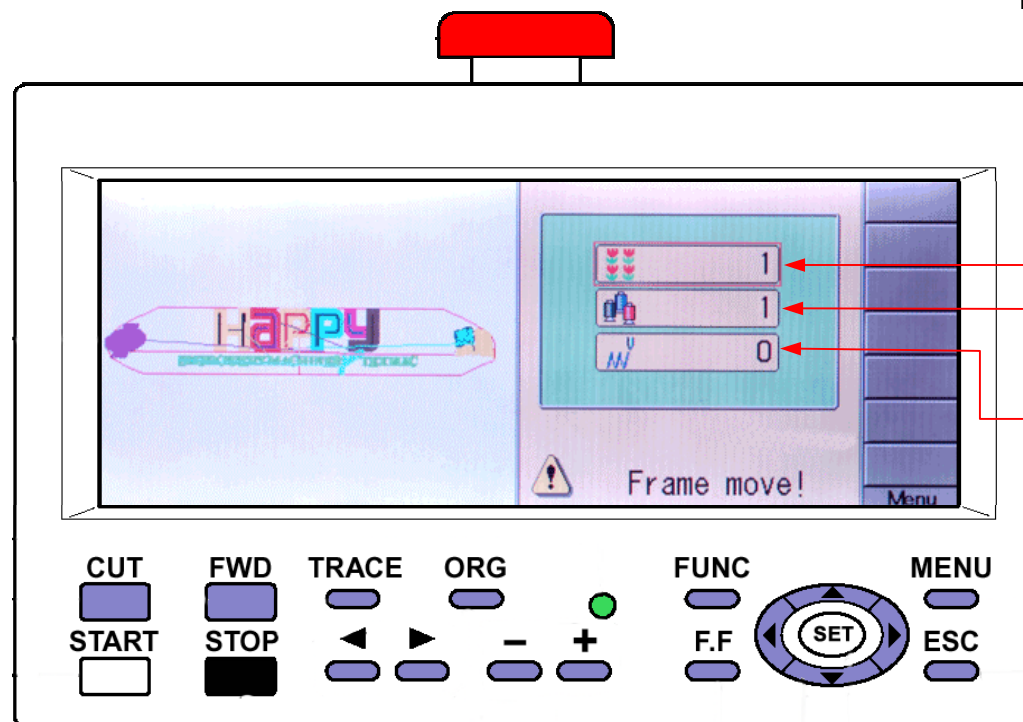 HAPPY
1
1
0
Frame move!
Menu
CUT FWD TRACE ORG FUNC MENU
START STOP - + F.F SET ESC